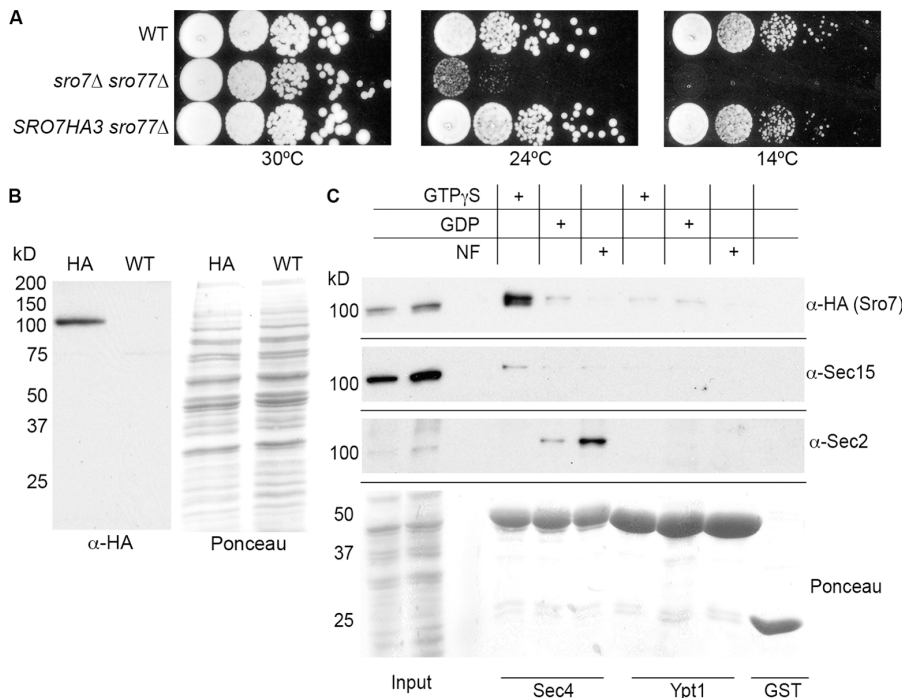 A
WT
sro7Δ sro77Δ
SRO7HA3 sro77Δ
30ºC 24ºC 14ºC
B
kD
HA WT HA WT
200
150
100
75
50
37
25
α-HA Ponceau
C
GTPγS + +
GDP + +
NF + +
kD
100 α-HA (Sro7)
100 α-Sec15
100 α-Sec2
50
37
25
Ponceau
Input Sec4 Ypt1 GST